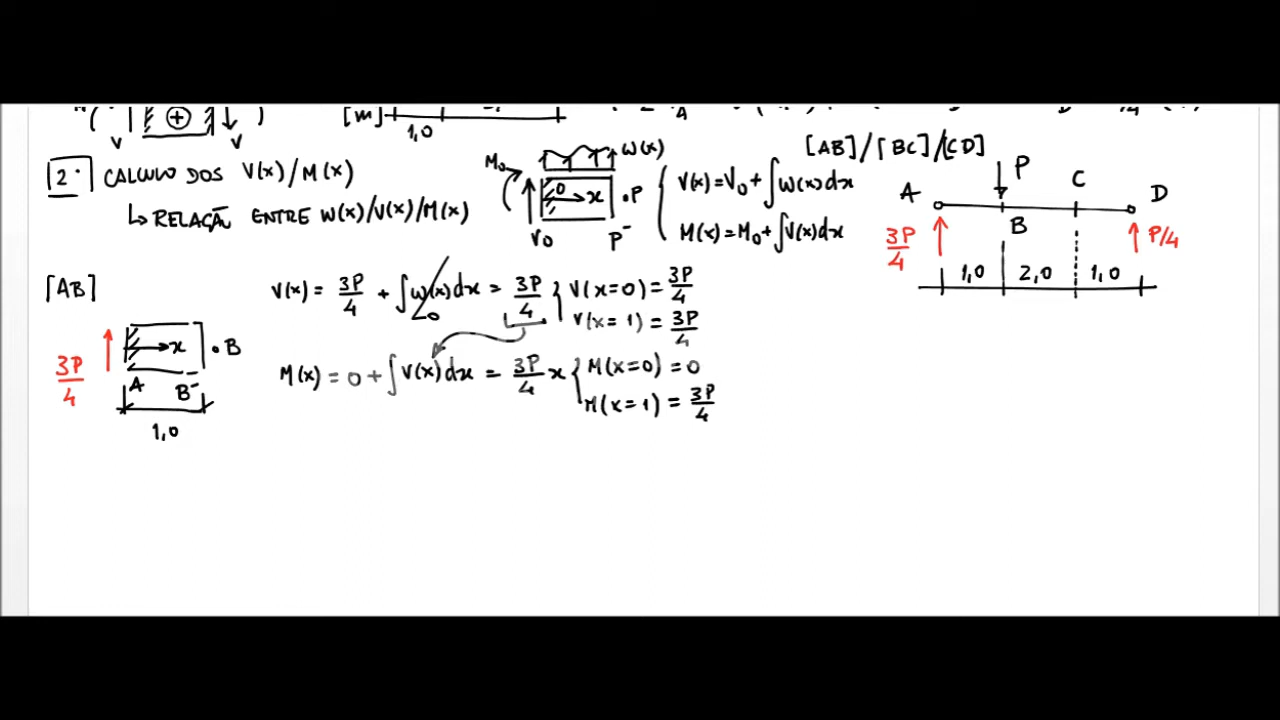 V V
[m]
1,0
A
D
2. CALCULO DOS V(x)/M(x)
↳ RELAÇÃO ENTRE W(x)/V(x)/M(x)
M₀ W(x)
0 x .P
V₀ P⁻
V(x)=V₀+∫W(x)dx
M(x)=M₀+∫V(x)dx
[AB]/[BC]/[CD]
A P C D
B
3P/4 P/4
1,0 2,0 1,0
[AB]
3P/4 x .B
A B⁻
1,0
V(x) = 3P/4 + ∫W(x)dx = 3P/4 { V(x=0) = 3P/4
0
V(x=1) = 3P/4
M(x) = 0 + ∫V(x)dx = 3P/4 x { M(x=0) = 0
M(x=1) = 3P/4